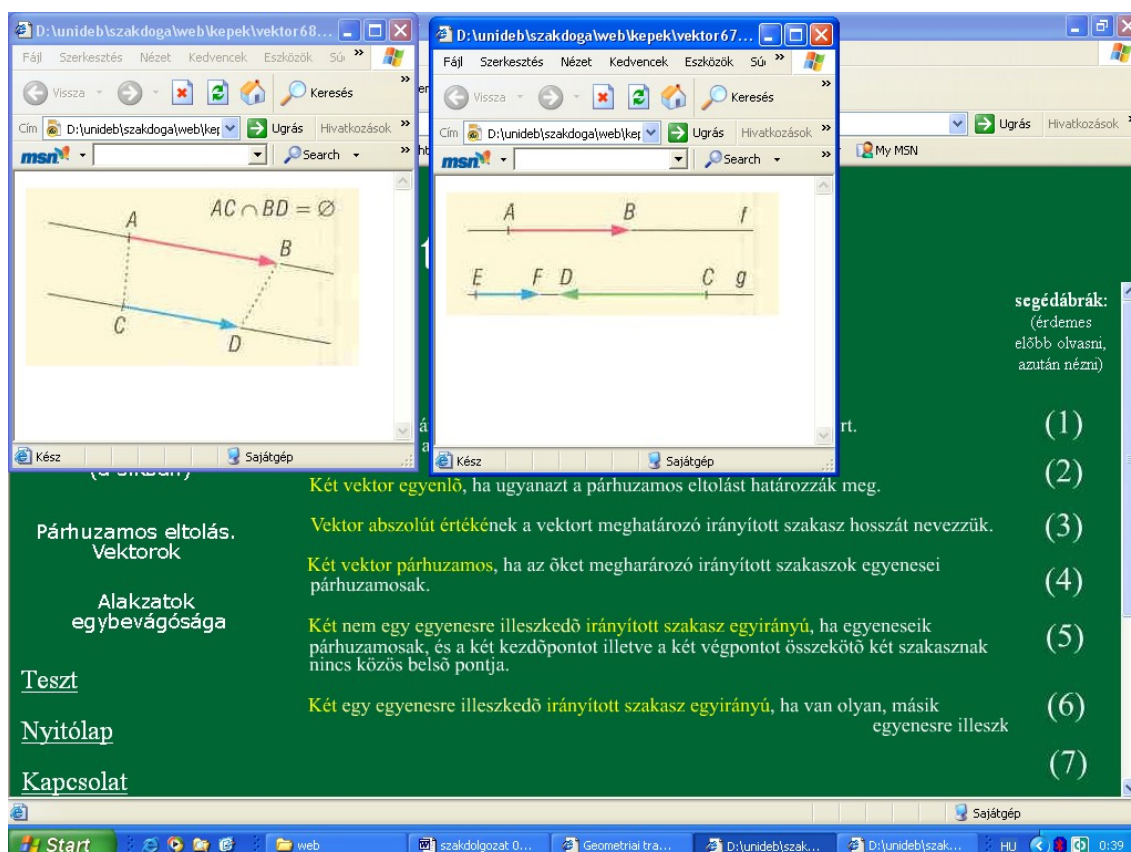 D:\unideb\szakdoga\web\kepek\vektor68...
Fájl Szerkesztés Nézet Kedvencek Eszközök Sú »
Vissza Keresés »
Cím D:\unideb\szakdoga\web\kep Ugrás Hivatkozások »
msn Search »
AC ∩ BD = ∅
A
B
C
D
Kész Sajátgép
D:\unideb\szakdoga\web\kepek\vektor67...
Fájl Szerkesztés Nézet Kedvencek Eszközök Sú »
Vissza Keresés »
Cím D:\unideb\szakdoga\web\kep Ugrás Hivatkozások »
msn Search »
A B f
E F D C g
Kész Sajátgép
Ugrás Hivatkozások »
My MSN
segédábrák:
(érdemes
elõbb olvasni,
azután nézni)
rt.
(1)
(2)
(3)
(4)
(5)
(6)
(7)
Két vektor egyenlõ, ha ugyanazt a párhuzamos eltolást határozzák meg.
Vektor abszolút értékének a vektort meghatározó irányított szakasz hosszát nevezzük.
Két vektor párhuzamos, ha az õket megharározó irányított szakaszok egyenesei
párhuzamosak.
Két nem egy egyenesre illeszkedõ irányított szakasz egyirányú, ha egyeneseik
párhuzamosak, és a két kezdõpontot illetve a két végpontot összekötõ két szakasznak
nincs közös belsõ pontja.
Két egy egyenesre illeszkedõ irányított szakasz egyirányú, ha van olyan, másik
egyenesre illeszk
Párhuzamos eltolás.
Vektorok
Alakzatok
egybevágósága
Teszt
Nyitólap
Kapcsolat
Sajátgép
Start web szakdolgozat 0... Geometriai tra... D:\unideb\szak... D:\unideb\szak... HU 0:39